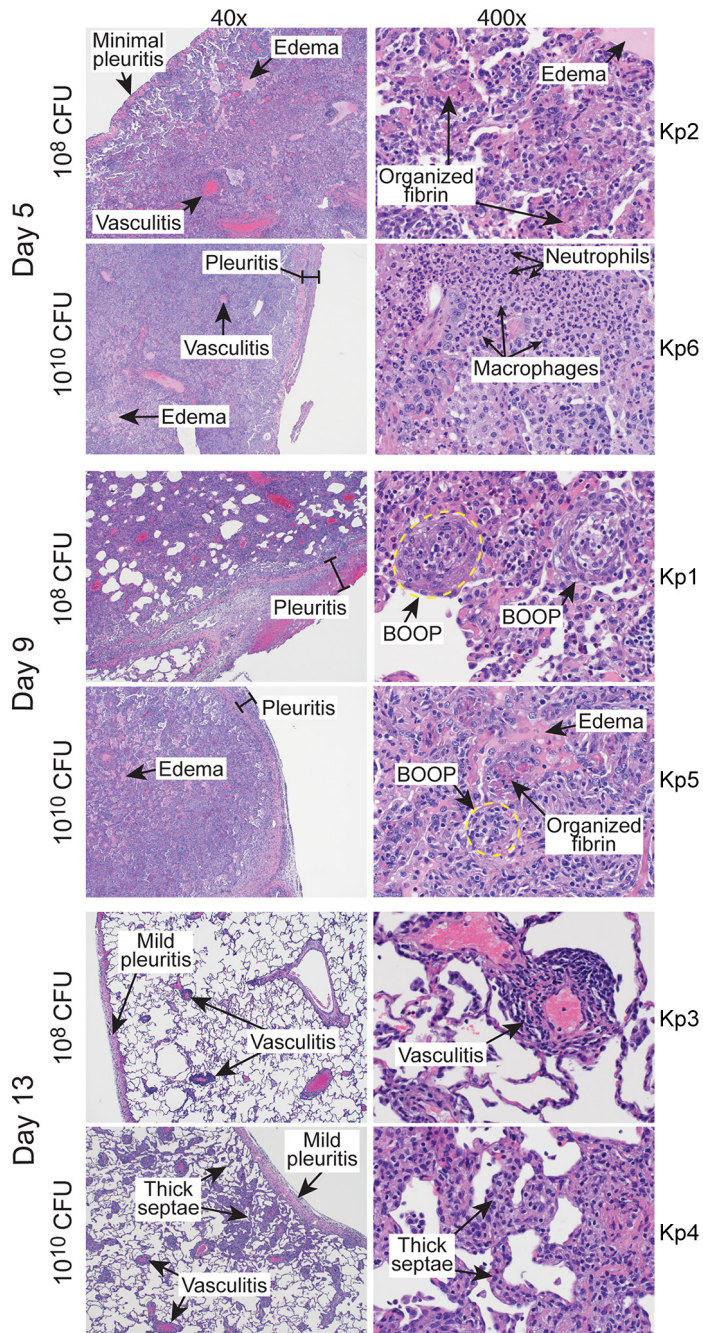 40x
400x
Day 5
10⁸ CFU
Minimal
pleuritis
Edema
Vasculitis
Edema
Organized
fibrin
Kp2
10¹⁰ CFU
Pleuritis
Vasculitis
Edema
Neutrophils
Macrophages
Kp6
Day 9
10⁸ CFU
Pleuritis
BOOP
BOOP
Kp1
10¹⁰ CFU
Pleuritis
Edema
Edema
BOOP
Organized
fibrin
Kp5
Day 13
10⁸ CFU
Mild
pleuritis
Vasculitis
Vasculitis
Kp3
10¹⁰ CFU
Mild
pleuritis
Thick
septae
Vasculitis
Thick
septae
Kp4